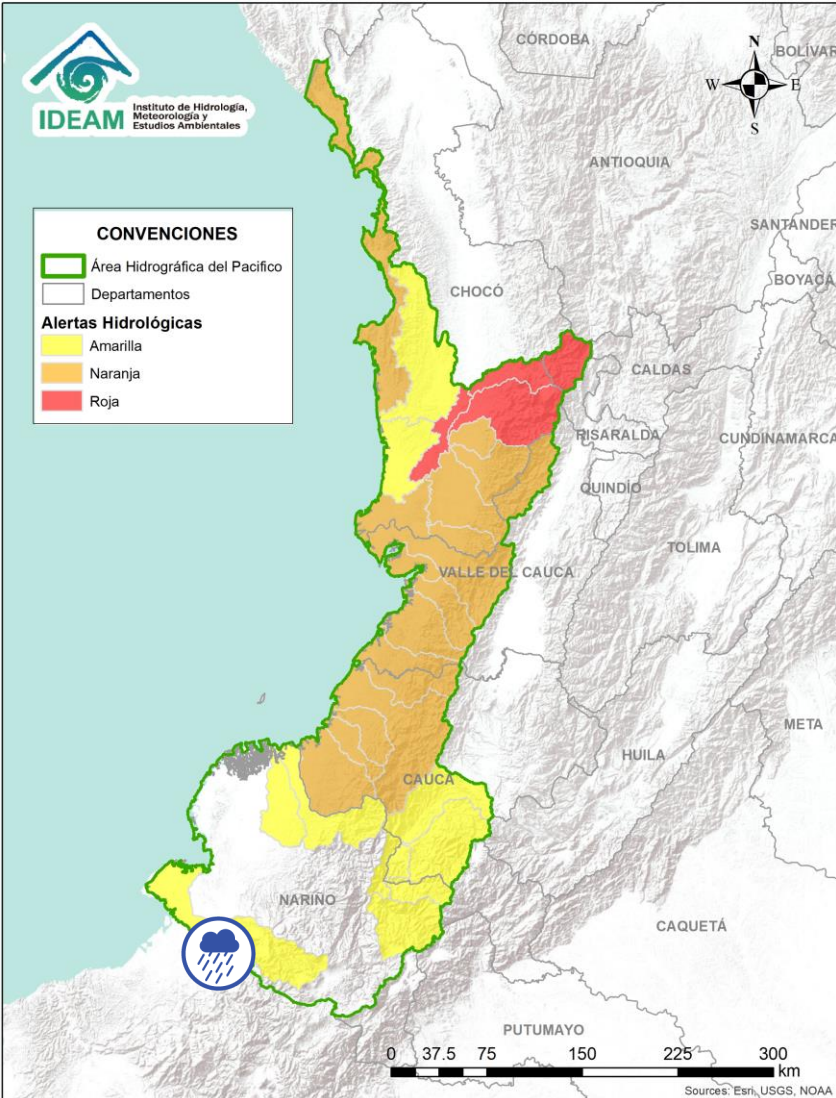 IDEAM
Instituto de Hidrología,
Meteorología y
Estudios Ambientales
N
W
E
S
CÓRDOBA
BOLÍVAR
ANTIOQUIA
SANTANDER
BOYACÁ
CONVENCIONES
Área Hidrográfica del Pacifico
Departamentos
Alertas Hidrológicas
Amarilla
Naranja
Roja
CHOCÓ
CALDAS
RISARALDA
CUNDINAMARCA
QUINDÍO
TOLIMA
VALLE DEL CAUCA
META
HUILA
CAUCA
NARIÑO
CAQUETÁ
PUTUMAYO
0 37.5 75 150 225 300
km
Sources: Esri, USGS, NOAA